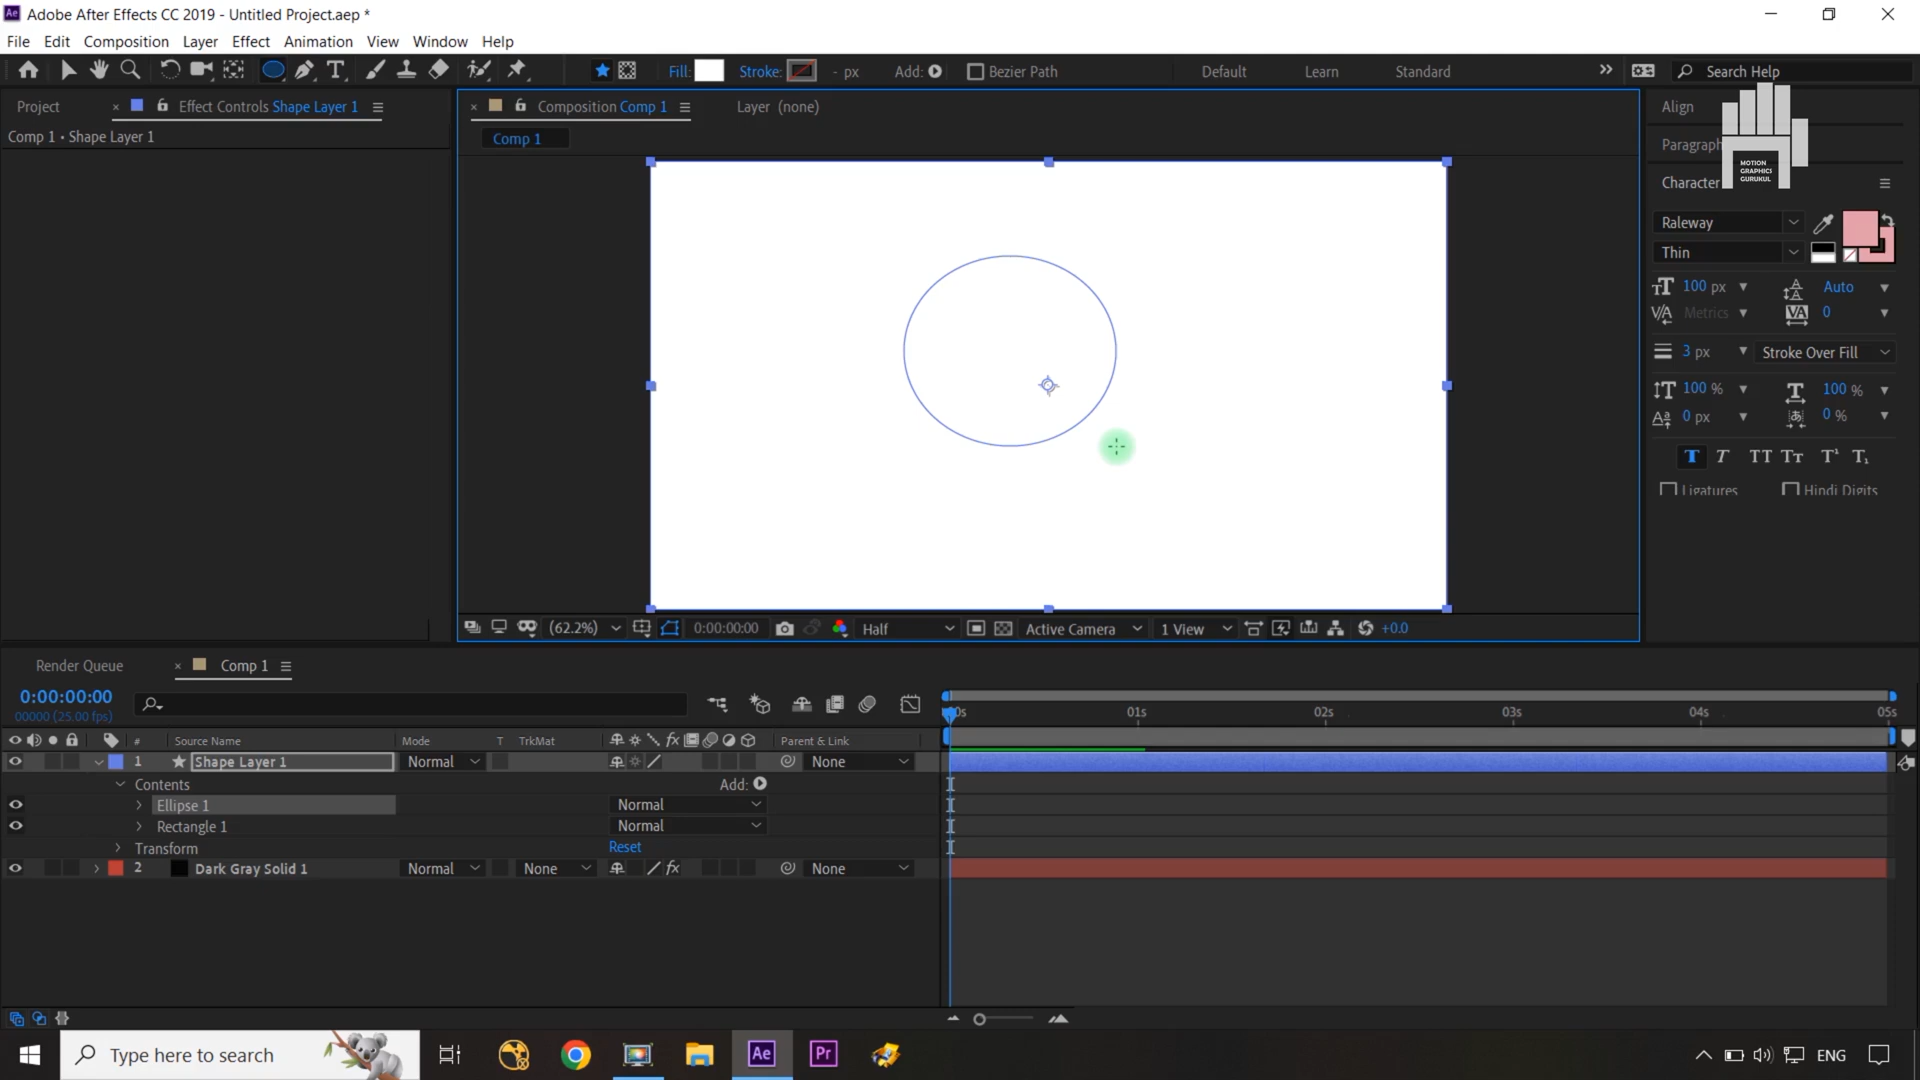 Adobe After Effects CC 2019 - Untitled Project.aep *
File Edit Composition Layer Effect Animation View Window Help
Fill: Stroke: - px Add: Bezier Path Default Learn Standard Search Help
Project Effect Controls Shape Layer 1 Composition Comp 1 Layer (none) Align
Comp 1 • Shape Layer 1 Comp 1 Paragraph
MOTION
GRAPHICS
GURUKUL
Character
Raleway
Thin
100 px Auto
Metrics 0
3 px Stroke Over Fill
100 % 100 %
0 px 0 %
T T TT Tт T¹ T₁
Ligatures Hindi Digits
(62.2%) 0:00:00:00 Half Active Camera 1 View +0.0
Render Queue Comp 1
0:00:00:00
00000 (25.00 fps)
01s 02s 03s 04s 05s
# Source Name Mode T TrkMat Parent & Link
1 Shape Layer 1 Normal None
Contents Add:
Ellipse 1 Normal
Rectangle 1 Normal
Transform Reset
2 Dark Gray Solid 1 Normal None None
Type here to search Ae Pr ENG